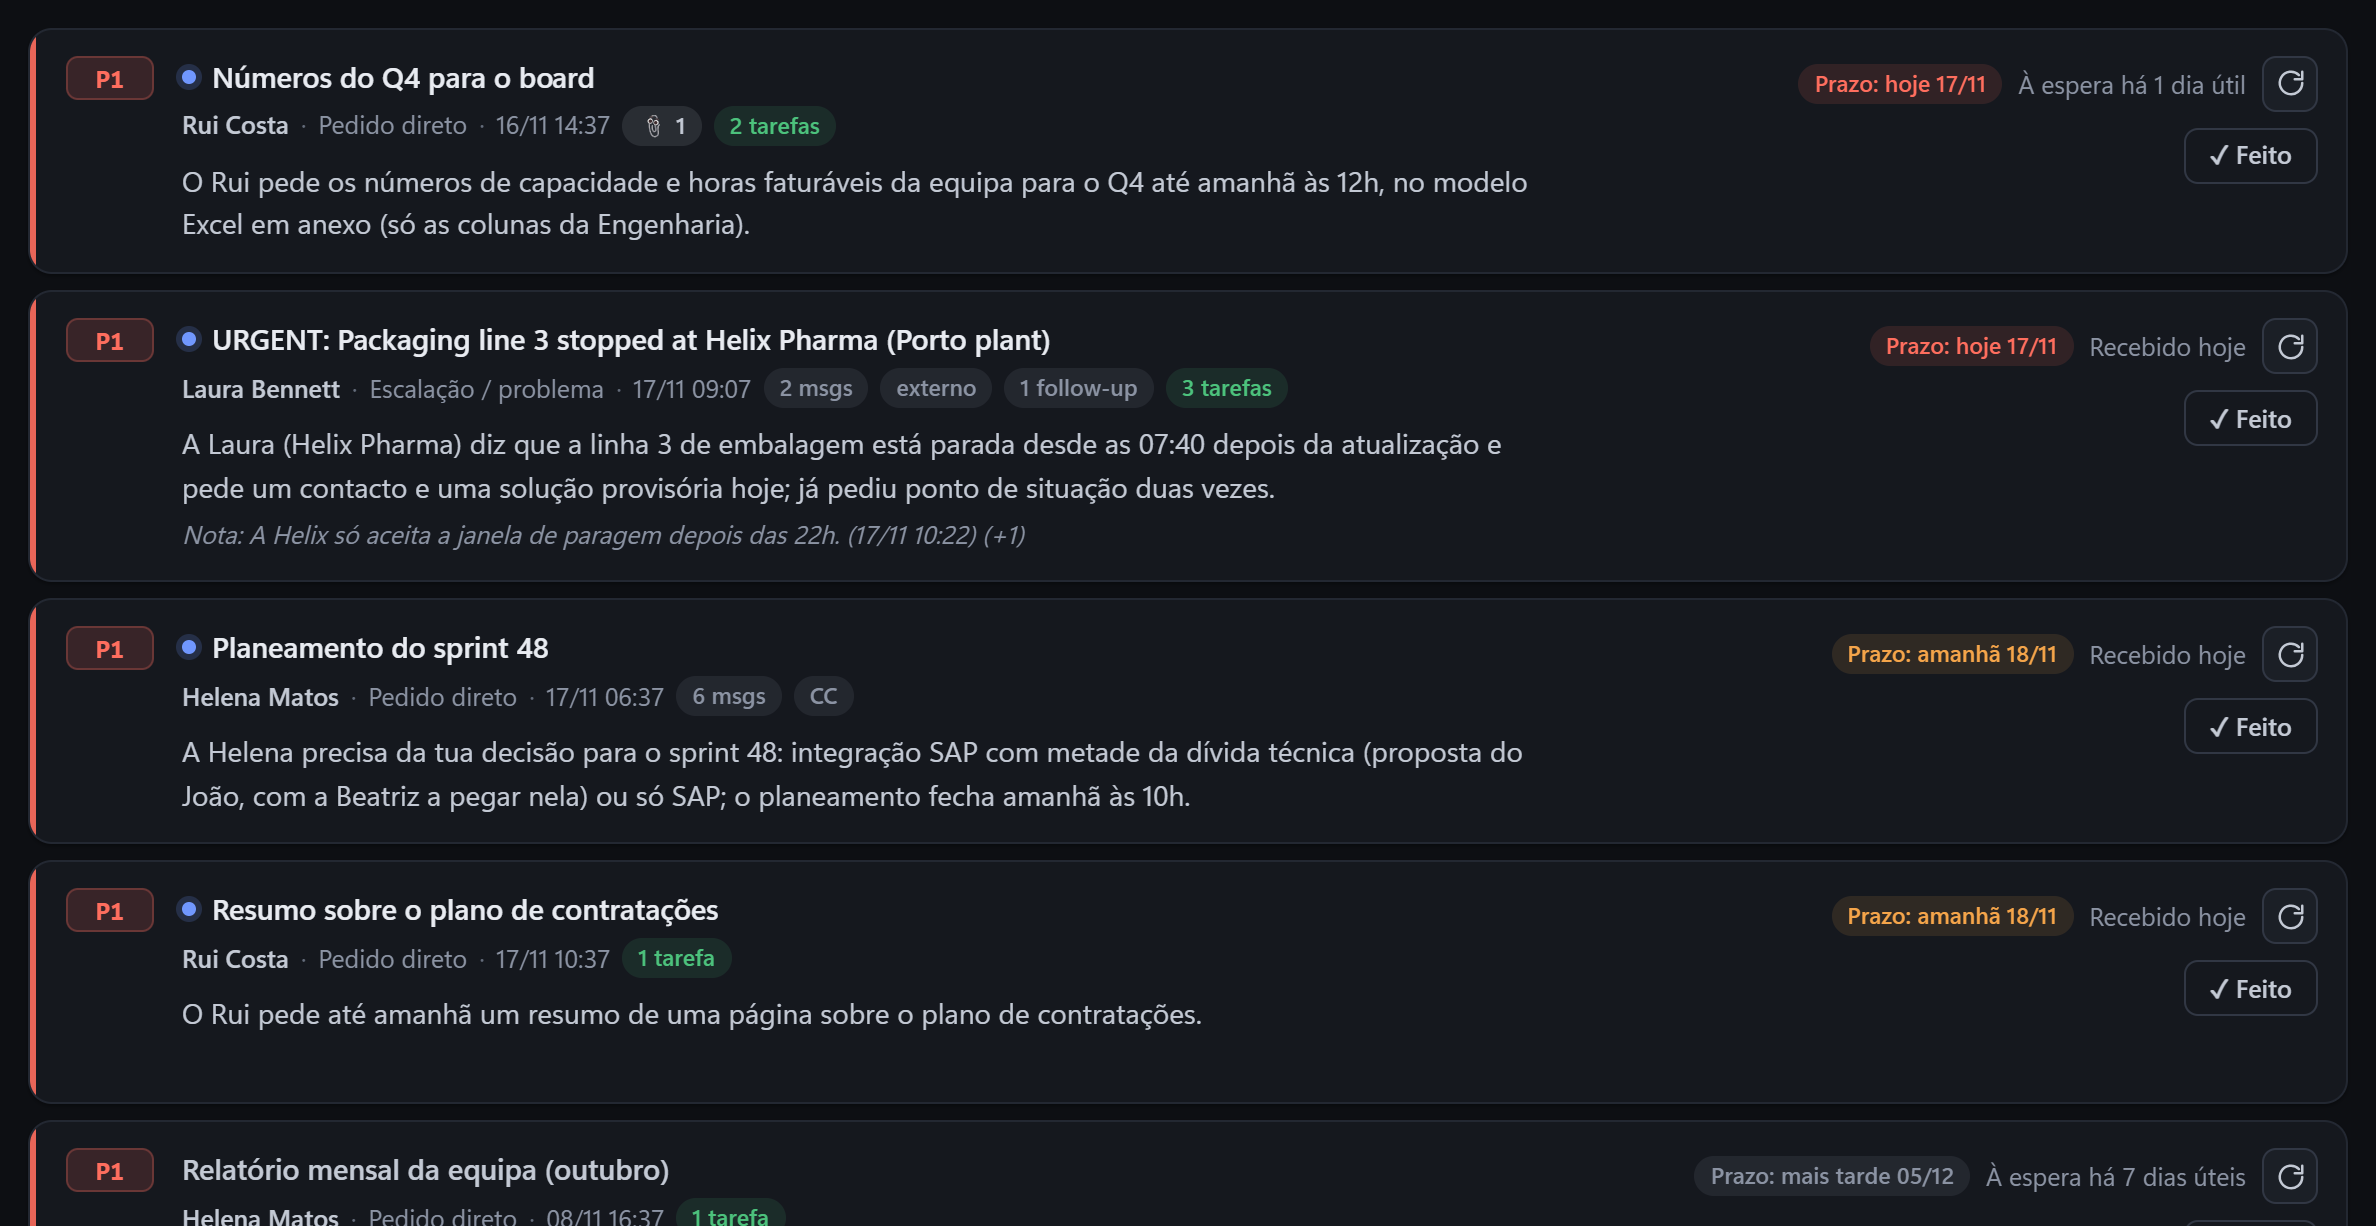 P1 Números do Q4 para o board Prazo: hoje 17/11 À espera há 1 dia útil
Rui Costa · Pedido direto · 16/11 14:37 1 2 tarefas
✓ Feito
O Rui pede os números de capacidade e horas faturáveis da equipa para o Q4 até amanhã às 12h, no modelo
Excel em anexo (só as colunas da Engenharia).
P1 URGENT: Packaging line 3 stopped at Helix Pharma (Porto plant) Prazo: hoje 17/11 Recebido hoje
Laura Bennett · Escalação / problema · 17/11 09:07 2 msgs externo 1 follow-up 3 tarefas
✓ Feito
A Laura (Helix Pharma) diz que a linha 3 de embalagem está parada desde as 07:40 depois da atualização e
pede um contacto e uma solução provisória hoje; já pediu ponto de situação duas vezes.
Nota: A Helix só aceita a janela de paragem depois das 22h. (17/11 10:22) (+1)
P1 Planeamento do sprint 48 Prazo: amanhã 18/11 Recebido hoje
Helena Matos · Pedido direto · 17/11 06:37 6 msgs CC
✓ Feito
A Helena precisa da tua decisão para o sprint 48: integração SAP com metade da dívida técnica (proposta do
João, com a Beatriz a pegar nela) ou só SAP; o planeamento fecha amanhã às 10h.
P1 Resumo sobre o plano de contratações Prazo: amanhã 18/11 Recebido hoje
Rui Costa · Pedido direto · 17/11 10:37 1 tarefa
✓ Feito
O Rui pede até amanhã um resumo de uma página sobre o plano de contratações.
P1 Relatório mensal da equipa (outubro) Prazo: mais tarde 05/12 À espera há 7 dias úteis
Helena Matos · Pedido direto · 08/11 16:37 1 tarefa